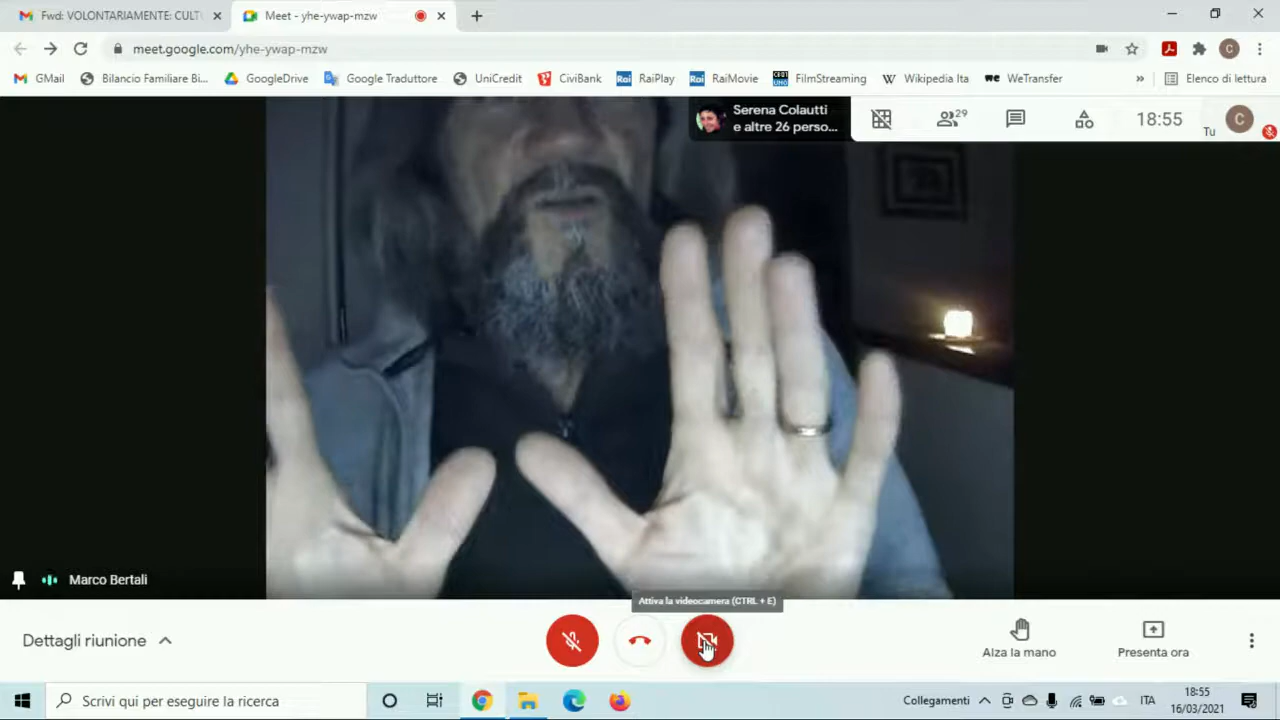 Fwd: VOLONTARIAMENTE: CULT
Meet - yhe-ywap-mzw
meet.google.com/yhe-ywap-mzw
C
GMail
Bilancio Familiare Bi...
GoogleDrive
Google Traduttore
UniCredit
CiviBank
Rai RaiPlay
Rai RaiMovie
FilmStreaming
W Wikipedia Ita
we WeTransfer
»
Elenco di lettura
Serena Colautti
e altre 26 perso...
29
18:55
Tu
C
Marco Bertali
Attiva la videocamera (CTRL + E)
Dettagli riunione
Alza la mano
Presenta ora
Scrivi qui per eseguire la ricerca
Collegamenti
ITA
18:55
16/03/2021